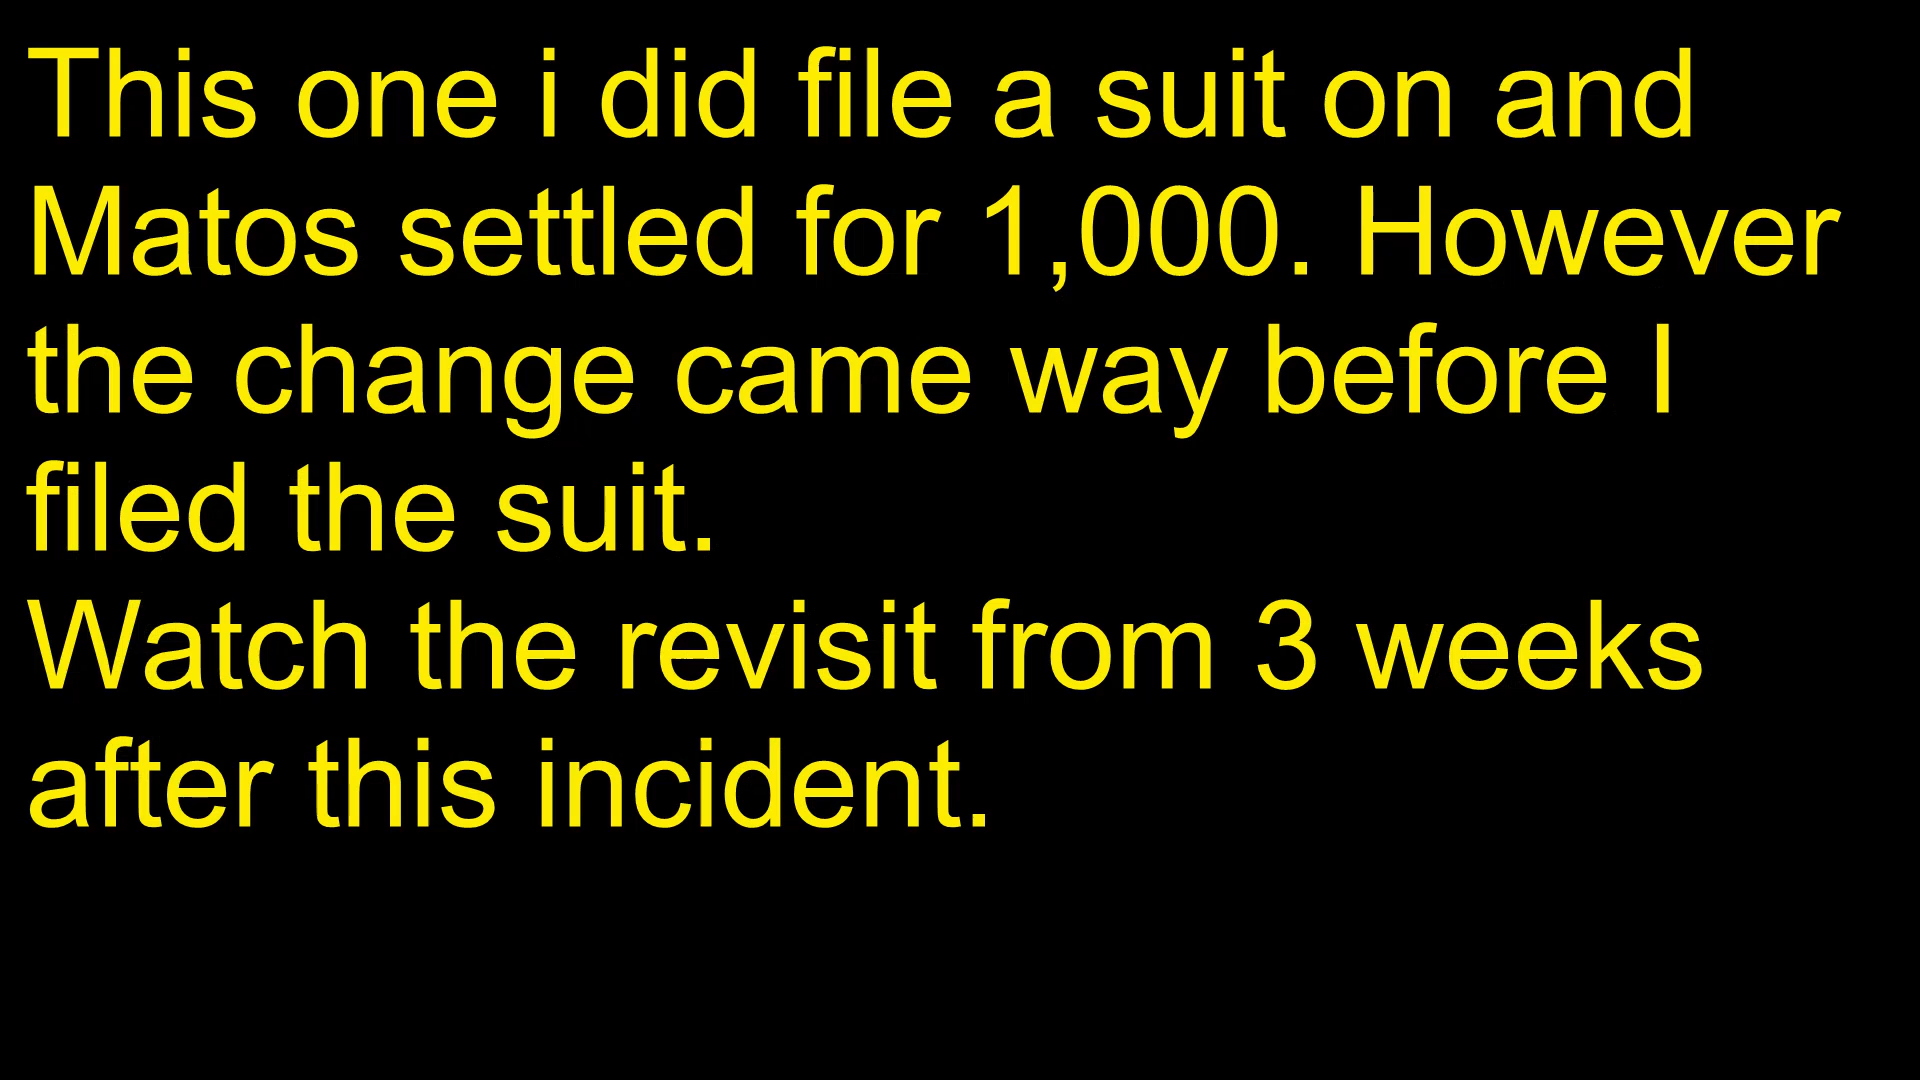 This one i did file a suit on and
Matos settled for 1,000. However
the change came way before I
filed the suit.
Watch the revisit from 3 weeks
after this incident.